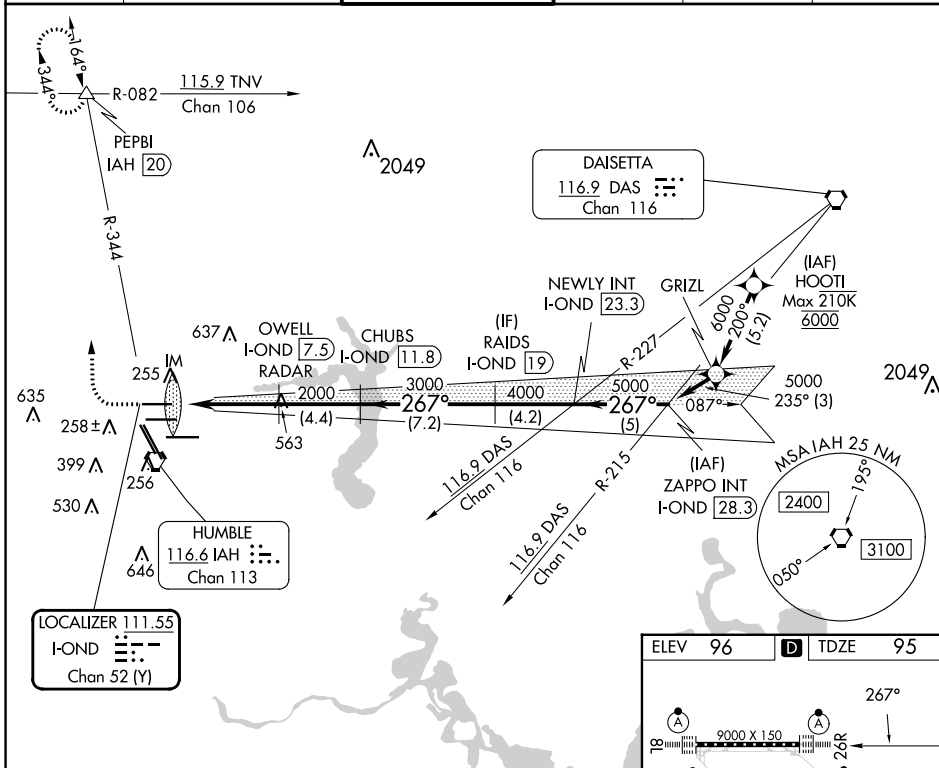 164°
344°
R-082
115.9 TNV
Chan 106
PEPBI
IAH 20
2049
DAISETTA
116.9 DAS
Chan 116
R-344
(IAF)
HOOTI
Max 210K
6000
NEWLY INT
I-OND 23.3
GRIZL
6000
200°
(5.2)
(IF)
RAIDS
I-OND 19
CHUBS
I-OND 11.8
OWELL
I-OND 7.5
RADAR
637
R-227
IM
255
2000
3000
4000
5000
5000
235° (3)
2049
635
267°
267°
087°
(4.4)
(7.2)
(4.2)
(5)
258±
563
399
256
530
116.9 DAS
Chan 116
R-215
(IAF)
ZAPPO INT
I-OND 28.3
MSA IAH 25 NM
195°
2400
3100
050°
HUMBLE
116.6 IAH
Chan 113
646
116.9 DAS
Chan 116
LOCALIZER 111.55
I-OND
Chan 52 (Y)
ELEV 96 D TDZE 95
267°
A
A
9000 X 150
8L
26R